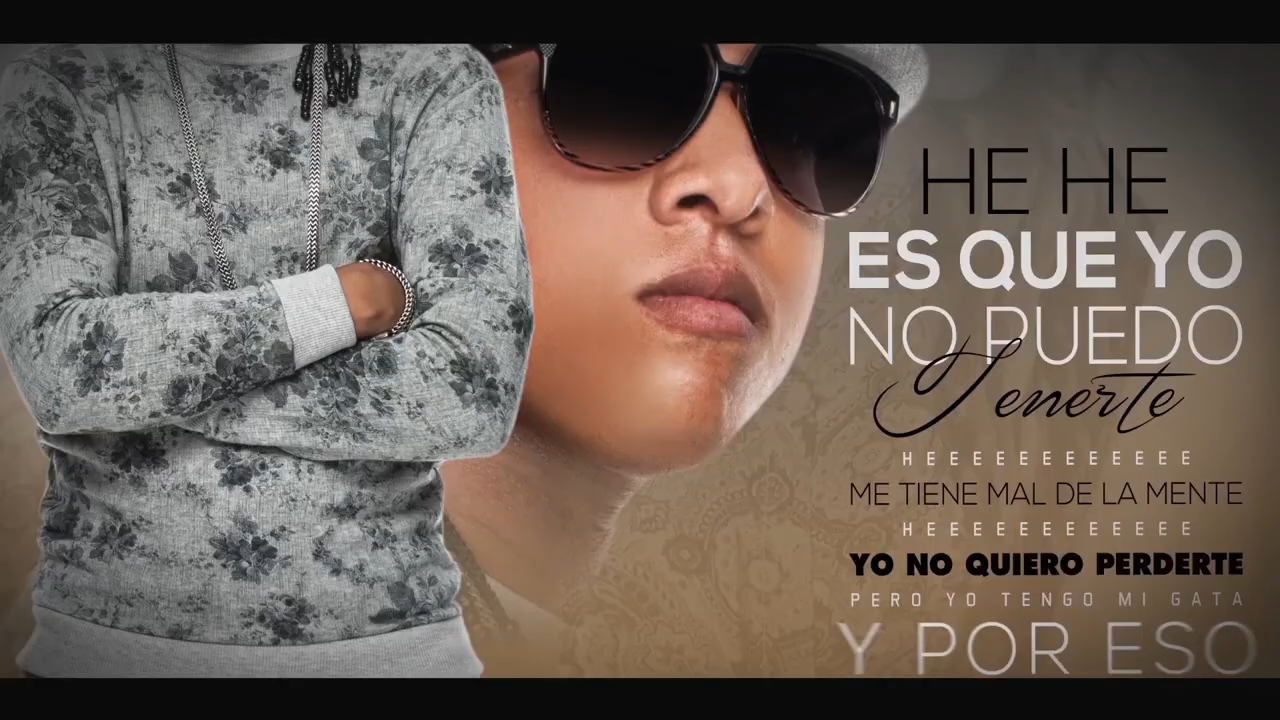 HE HE
ES QUE YO
NO PUEDO
Tenerte
HEEEEEEEEEEEE
ME TIENE MAL DE LA MENTE
HEEEEEEEEEEEE
YO NO QUIERO PERDERTE
PERO YO TENGO MI GATA
Y POR ESO